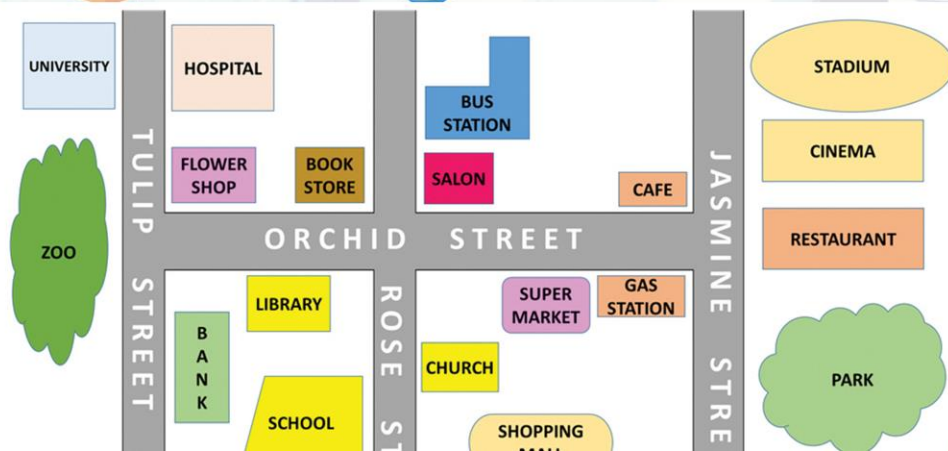 UNIVERSITY
HOSPITAL
STADIUM
BUS
STATION
CINEMA
FLOWER
SHOP
BOOK
STORE
SALON
CAFE
TULIP STREET
ORCHID STREET
JASMINE STRE
RESTAURANT
ZOO
LIBRARY
SUPER
MARKET
GAS
STATION
ROSE ST
BANK
CHURCH
PARK
SCHOOL
SHOPPING
MALL